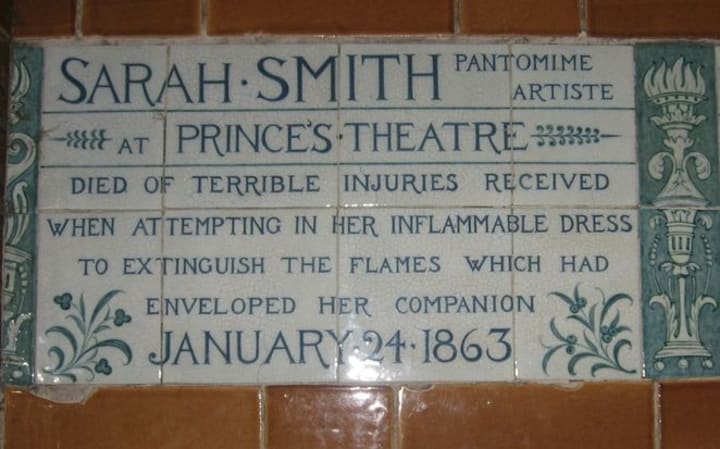 SARAH·SMITH PANTOMIME
ARTISTE
AT PRINCE'S·THEATRE
DIED OF TERRIBLE INJURIES RECEIVED
WHEN ATTEMPTING IN HER INFLAMMABLE DRESS
TO EXTINGUISH THE FLAMES WHICH HAD
ENVELOPED HER COMPANION
JANUARY·24·1863